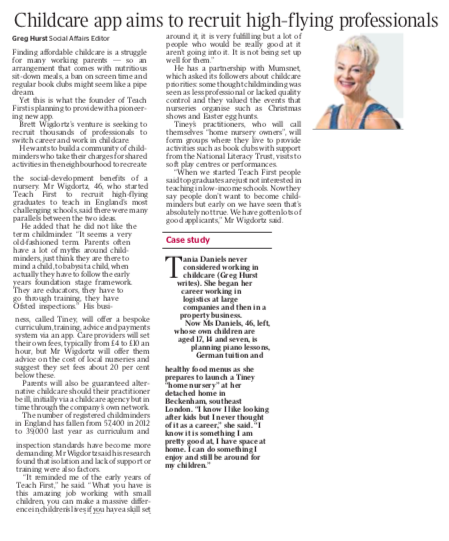 Childcare app aims to recruit high-flying professionals
Greg Hurst Social Affairs Editor
Finding affordable childcare is a struggle
for many working parents — so an
arrangement that comes with nutritious
sit-down meals, a ban on screen time and
regular book clubs might seem like a pipe
dream.
Yet this is what the founder of Teach
First is planning to provide with a pioneer-
ing new app.
Brett Wigdortz's venture is seeking to
recruit thousands of professionals to
switch career and work in childcare.
He wants to build a community of child-
minders who take their charges for shared
activities in the neighbourhood to recreate
the social-development benefits of a
nursery. Mr Wigdortz, 46, who started
Teach First to recruit high-flying
graduates to teach in England's most
challenging schools, said there were many
parallels between the two ideas.
He added that he did not like the
term childminder. "It seems a very
old-fashioned term. Parents often
have a lot of myths around child-
minders, just think they are there to
mind a child, to babysit a child, when
actually they have to follow the early
years foundation stage framework.
They are educators, they have to
go through training, they have
Ofsted inspections." His busi-
ness, called Tiney, will offer a bespoke
curriculum, training, advice and payments
system via an app. Care providers will set
their own fees, typically from £4 to £10 an
hour, but Mr Wigdortz will offer them
advice on the cost of local nurseries and
suggest they set fees about 20 per cent
below these.
Parents will also be guaranteed alter-
native childcare should their practitioner
be ill, initially via a childcare agency but in
time through the company's own network.
The number of registered childminders
in England has fallen from 57,400 in 2012
to 39,000 last year as curriculum and
inspection standards have become more
demanding. Mr Wigdortz said his research
found that isolation and lack of support or
training were also factors.
"It reminded me of the early years of
Teach First," he said. "What you have is
this amazing job working with small
children, you can make a massive differ-
ence in children's lives if you have a skill set
around it, it is very fulfilling but a lot of
people who would be really good at it
aren't going into it. It is not being set up
well for them."
He has a partnership with Mumsnet,
which asked its followers about childcare
priorities: some thought childminding was
seen as less professional or lacked quality
control and they valued the events that
nurseries organise such as Christmas
shows and Easter egg hunts.
Tiney's practitioners, who will call
themselves "home nursery owners", will
form groups where they live to provide
activities such as book clubs with support
from the National Literacy Trust, visits to
soft play centres or performances.
"When we started Teach First people
said top graduates are just not interested in
teaching in low-income schools. Now they
say people don't want to become child-
minders but early on we have seen that's
absolutely not true. We have got lots of
good applicants," Mr Wigdortz said.
Case study
Tania Daniels never
considered working in
childcare (Greg Hurst
writes). She began her
career working in
logistics at large
companies and then in a
property business.
Now Ms Daniels, 46, left,
whose own children are
aged 17, 14 and seven, is
planning piano lessons,
German tuition and
healthy food menus as she
prepares to launch a Tiney
"home nursery" at her
detached home in
Beckenham, southeast
London. "I know I like looking
after kids but I never thought
of it as a career," she said. "I
know it is something I am
pretty good at, I have space at
home. I can do something I
enjoy and still be around for
my children."